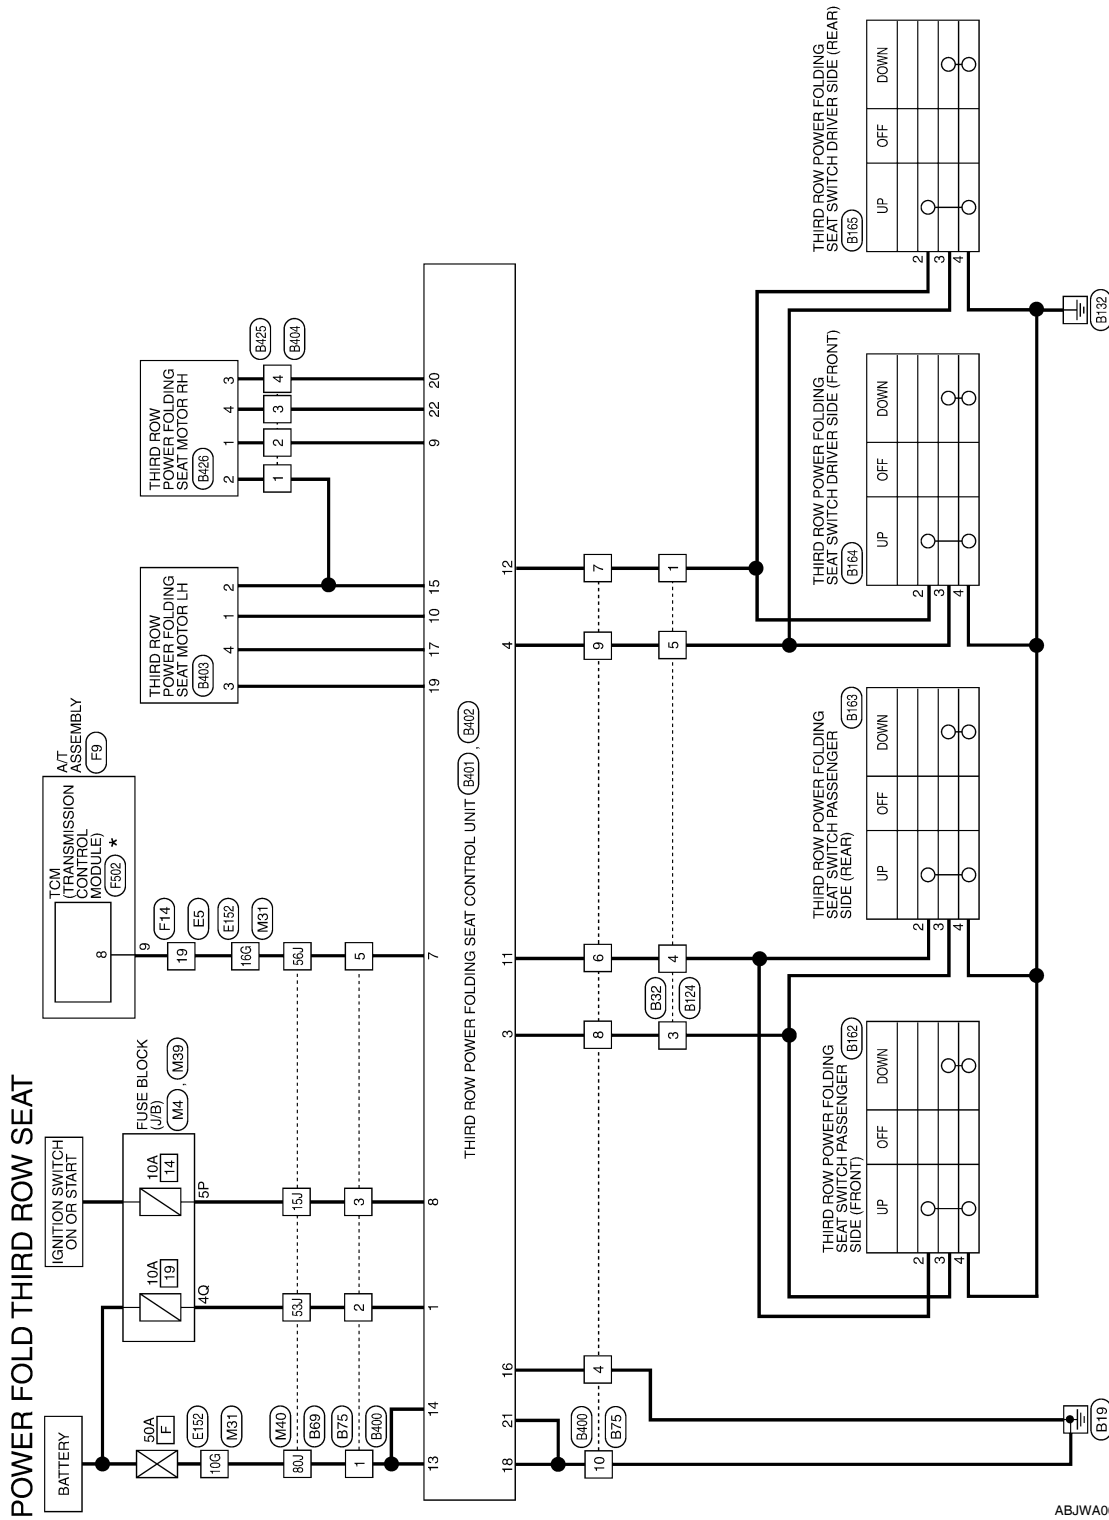 POWER FOLD THIRD ROW SEAT
BATTERY
IGNITION SWITCH
ON OR START
FUSE BLOCK
(J/B)
M4 , M39
50A
F
10A
19
10A
14
4Q
5P
E152
M31
10G
M40
B69
80J
53J
15J
56J
B75
B400
1
2
3
5
A/T
ASSEMBLY
F9
TCM
(TRANSMISSION
CONTROL
MODULE)
F502 *
8
9
F14
E5
19
E152
M31
16G
THIRD ROW
POWER FOLDING
SEAT MOTOR LH
B403
3
4
1
2
THIRD ROW
POWER FOLDING
SEAT MOTOR RH
B426
2
1
4
3
B425
B404
1
2
3
4
13
14
1
8
7
19
17
10
15
9
22
20
THIRD ROW POWER FOLDING SEAT CONTROL UNIT B401 , B402
18
21
16
3
11
4
12
B400
B75
10
4
8
6
9
7
B32
B124
3
4
5
1
THIRD ROW POWER FOLDING
SEAT SWITCH PASSENGER
SIDE (FRONT)
B162
UP
OFF
DOWN
2
3
4
THIRD ROW POWER FOLDING
SEAT SWITCH PASSENGER
SIDE (REAR)
B163
UP
OFF
DOWN
2
3
4
THIRD ROW POWER FOLDING
SEAT SWITCH DRIVER SIDE (FRONT)
B164
UP
OFF
DOWN
2
3
4
THIRD ROW POWER FOLDING
SEAT SWITCH DRIVER SIDE (REAR)
B165
UP
OFF
DOWN
2
3
4
B19
B132